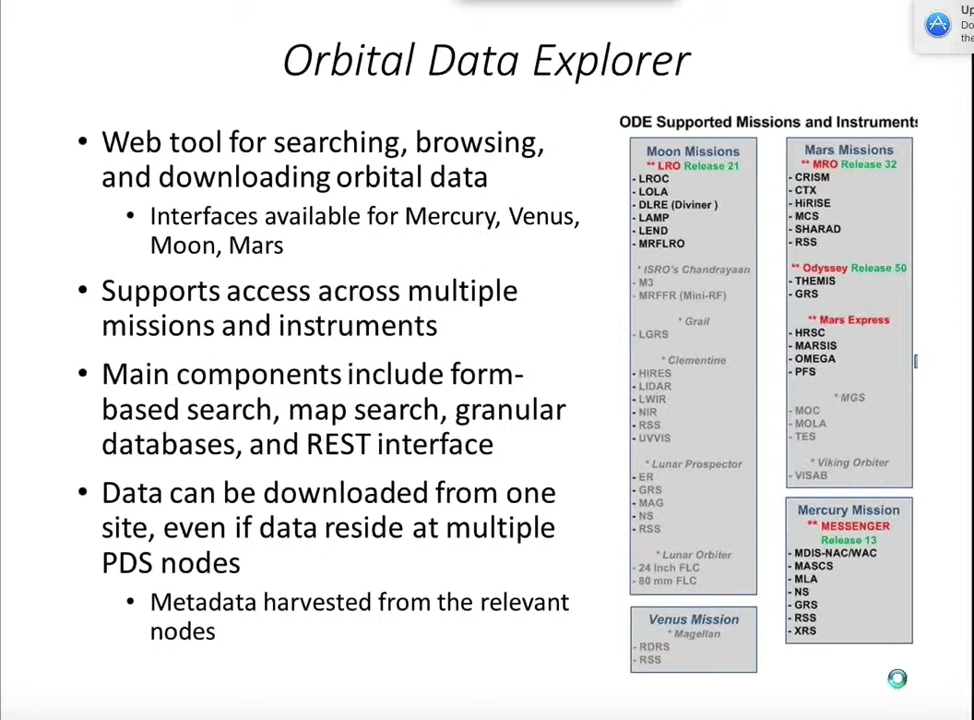 Up
Do
the
Orbital Data Explorer
• Web tool for searching, browsing,
and downloading orbital data
• Interfaces available for Mercury, Venus,
Moon, Mars
• Supports access across multiple
missions and instruments
• Main components include form-
based search, map search, granular
databases, and REST interface
• Data can be downloaded from one
site, even if data reside at multiple
PDS nodes
• Metadata harvested from the relevant
nodes
ODE Supported Missions and Instruments
Moon Missions
** LRO Release 21
- LROC
- LOLA
- DLRE (Diviner )
- LAMP
- LEND
- MRFLRO
* ISRO's Chandrayaan
- M3
- MRFFR (Mini-RF)
* Grail
- LGRS
* Clementine
- HIRES
- LIDAR
- LWIR
- NIR
- RSS
- UVVIS
* Lunar Prospector
- ER
- GRS
- MAG
- NS
- RSS
* Lunar Orbiter
- 24 Inch FLC
- 80 mm FLC
Venus Mission
* Magellan
- RDRS
- RSS
Mars Missions
** MRO Release 32
- CRISM
- CTX
- HiRISE
- MCS
- SHARAD
- RSS
** Odyssey Release 50
- THEMIS
- GRS
** Mars Express
- HRSC
- MARSIS
- OMEGA
- PFS
* MGS
- MOC
- MOLA
- TES
* Viking Orbiter
- VISAB
Mercury Mission
** MESSENGER
Release 13
- MDIS-NAC/WAC
- MASCS
- MLA
- NS
- GRS
- RSS
- XRS